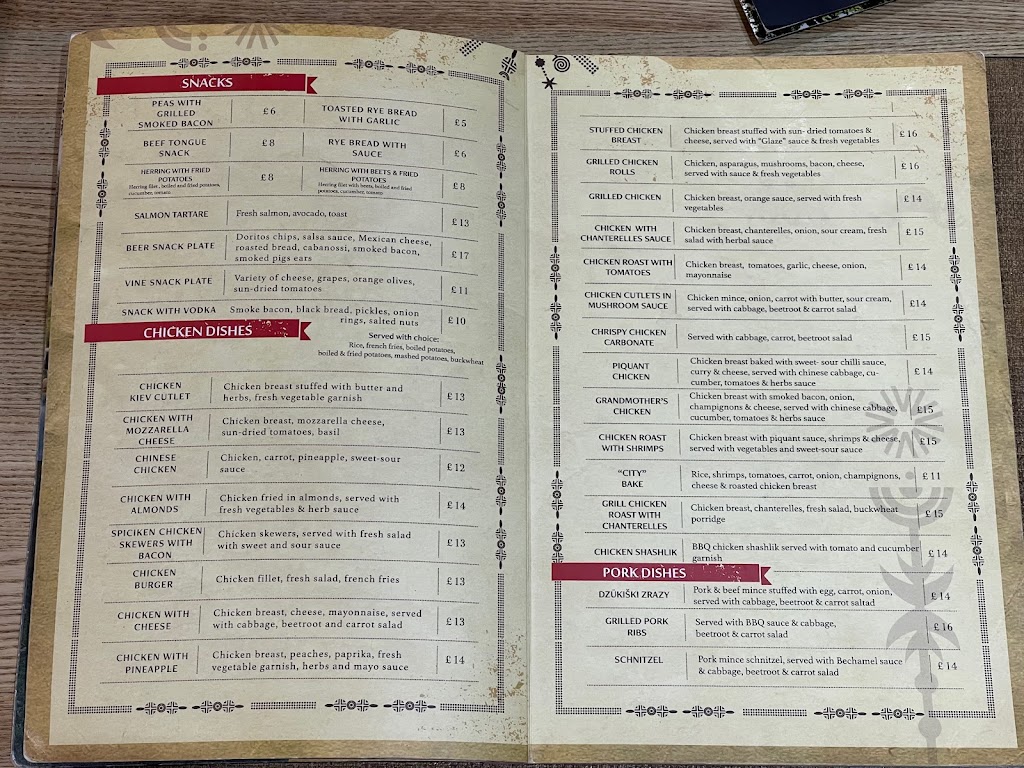 SNACKS
PEAS WITH
GRILLED
SMOKED BACON
£6
TOASTED RYE BREAD
WITH GARLIC
£5
BEEF TONGUE
SNACK
£8
RYE BREAD WITH
SAUCE
£6
HERRING WITH FRIED
POTATOES
Herring filet, boiled and fried potatoes,
cucumber, tomato
£8
HERRING WITH BEETS & FRIED
POTATOES
Herring filet with beets, boiled and fried
potatoes, cucumber, tomato
£8
SALMON TARTARE
Fresh salmon, avocado, toast
£13
BEER SNACK PLATE
Doritos chips, salsa sauce, Mexican cheese,
roasted bread, cabanossi, smoked bacon,
smoked pigs ears
£17
VINE SNACK PLATE
Variety of cheese, grapes, orange olives,
sun-dried tomatoes
£11
SNACK WITH VODKA
Smoke bacon, black bread, pickles, onion
rings, salted nuts
£10
CHICKEN DISHES
Served with choice:
Rice, french fries, boiled potatoes,
boiled & fried potatoes, mashed potatoes, buckwheat
CHICKEN
KIEV CUTLET
Chicken breast stuffed with butter and
herbs, fresh vegetable garnish
£13
CHICKEN WITH
MOZZARELLA
CHEESE
Chicken breast, mozzarella cheese,
sun-dried tomatoes, basil
£13
CHINESE
CHICKEN
Chicken, carrot, pineapple, sweet-sour
sauce
£12
CHICKEN WITH
ALMONDS
Chicken fried in almonds, served with
fresh vegetables & herb sauce
£14
SPICIKEN CHICKEN
SKEWERS WITH
BACON
Chicken skewers, served with fresh salad
with sweet and sour sauce
£13
CHICKEN
BURGER
Chicken fillet, fresh salad, french fries
£13
CHICKEN WITH
CHEESE
Chicken breast, cheese, mayonnaise, served
with cabbage, beetroot and carrot salad
£13
CHICKEN WITH
PINEAPPLE
Chicken breast, peaches, paprika, fresh
vegetable garnish, herbs and mayo sauce
£14
STUFFED CHICKEN
BREAST
Chicken breast stuffed with sun- dried tomatoes &
cheese, served with "Glaze" sauce & fresh vegetables
£16
GRILLED CHICKEN
ROLLS
Chicken, asparagus, mushrooms, bacon, cheese,
served with sauce & fresh vegetables
£16
GRILLED CHICKEN
Chicken breast, orange sauce, served with fresh
vegetables
£14
CHICKEN WITH
CHANTERELLES SAUCE
Chicken breast, chanterelles, onion, sour cream, fresh
salad with herbal sauce
£15
CHICKEN ROAST WITH
TOMATOES
Chicken breast, tomatoes, garlic, cheese, onion,
mayonnaise
£14
CHICKEN CUTLETS IN
MUSHROOM SAUCE
Chicken mince, onion, carrot with butter, sour cream,
served with cabbage, beetroot & carrot salad
£14
CHRISPY CHICKEN
CARBONATE
Served with cabbage, carrot, beetroot salad
£15
PIQUANT
CHICKEN
Chicken breast baked with sweet- sour chilli sauce,
curry & cheese, served with chinese cabbage, cu-
cumber, tomatoes & herbs sauce
£14
GRANDMOTHER'S
CHICKEN
Chicken breast with smoked bacon, onion,
champignons & cheese, served with chinese cabbage,
cucumber, tomatoes & herbs sauce
£15
CHICKEN ROAST
WITH SHRIMPS
Chicken breast with piquant sauce, shrimps & cheese,
served with vegetables and sweet-sour sauce
£15
"CITY"
BAKE
Rice, shrimps, tomatoes, carrot, onion, champignons,
cheese & roasted chicken breast
£11
GRILL CHICKEN
ROAST WITH
CHANTERELLES
Chicken breast, chanterelles, fresh salad, buckwheat
porridge
£15
CHICKEN SHASHLIK
BBQ chicken shashlik served with tomato and cucumber
garnish
£14
PORK DISHES
DZŪKIŠKI ZRAZY
Pork & beef mince stuffed with egg, carrot, onion,
served with cabbage, beetroot & carrot saltad
£14
GRILLED PORK
RIBS
Served with BBQ sauce & cabbage,
beetroot & carrot salad
£16
SCHNITZEL
Pork mince schnitzel, served with Bechamel sauce
& cabbage, beetroot & carrot salad
£14